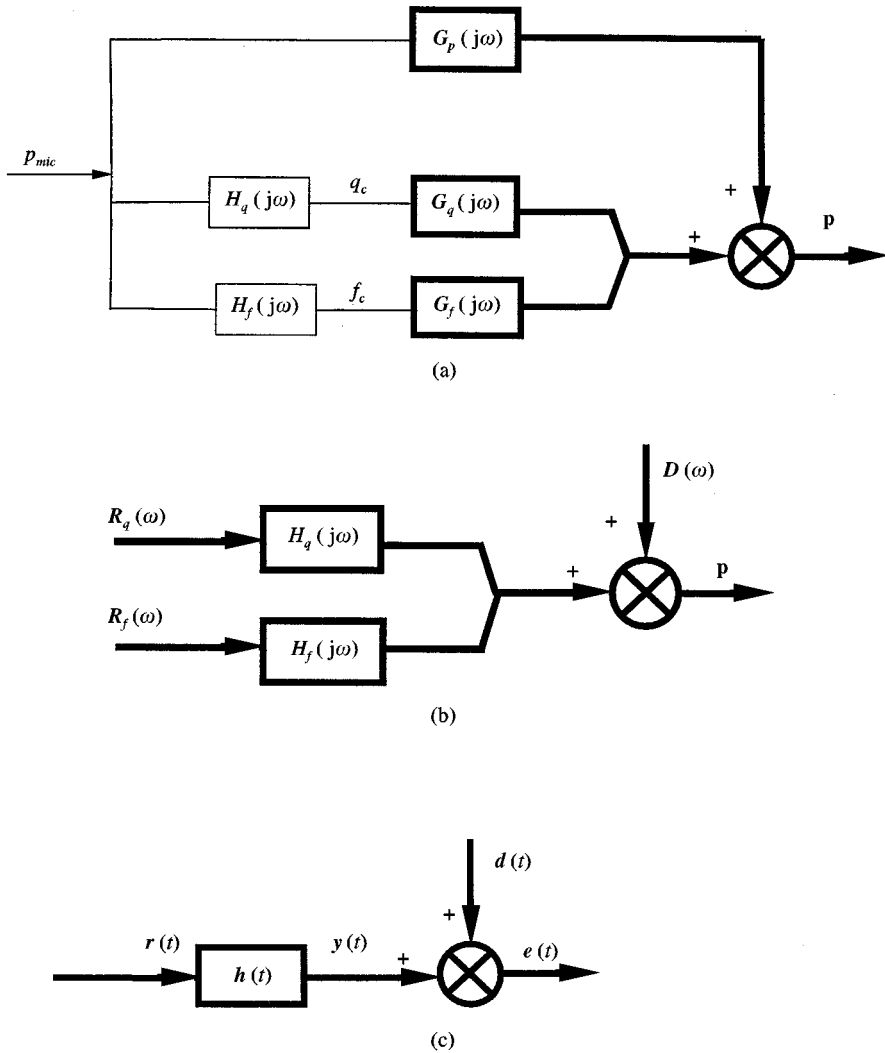 G_p(jω)
p_mic
+
p
H_q(jω) q_c G_q(jω)
+
H_f(jω) f_c G_f(jω)
(a)
D(ω)
R_q(ω) H_q(jω)
+
+
p
R_f(ω) H_f(jω)
(b)
d(t)
+
r(t) h(t) y(t) + e(t)
(c)